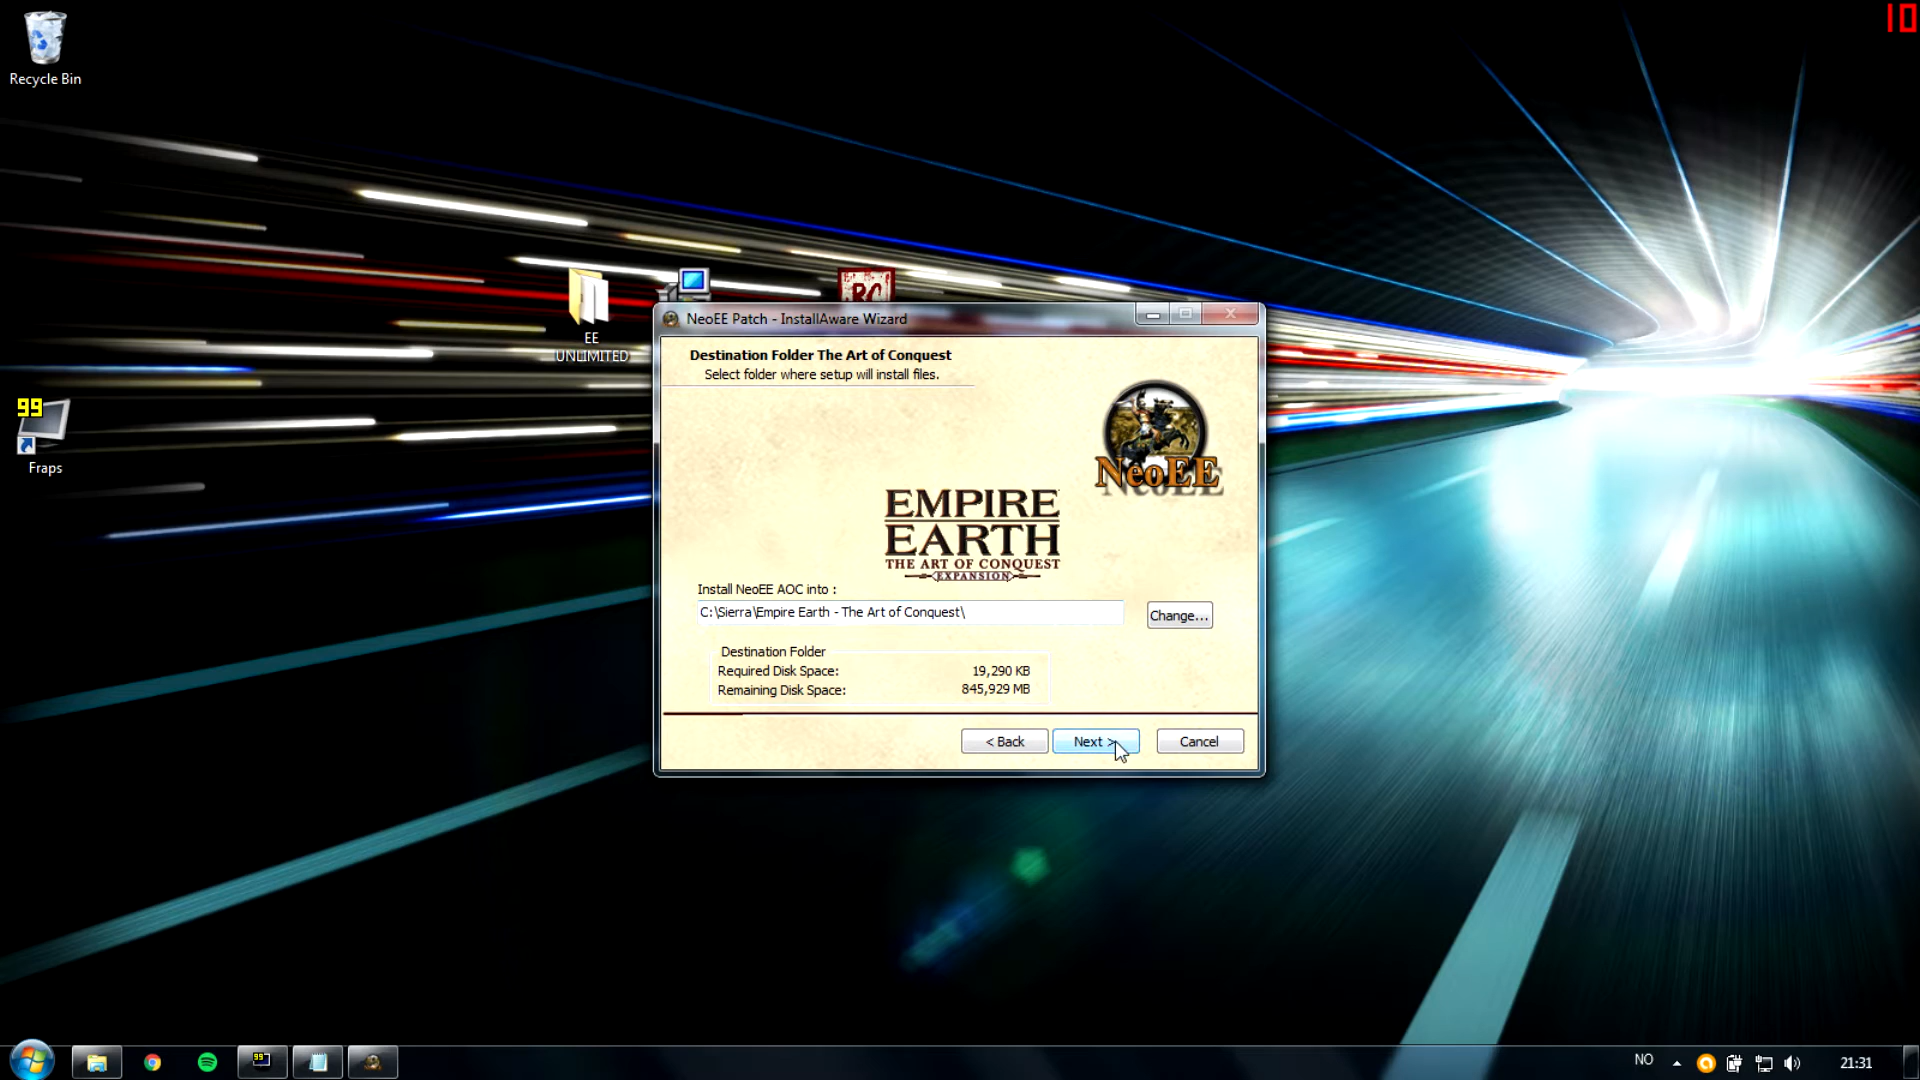 10
Recycle Bin
EE
UNLIMITED
RC
99
Fraps
NeoEE Patch - InstallAware Wizard
Destination Folder The Art of Conquest
Select folder where setup will install files.
NeoEE
EMPIRE
EARTH
THE ART OF CONQUEST
EXPANSION
Install NeoEE AOC into :
C:\Sierra\Empire Earth - The Art of Conquest\
Change...
Destination Folder
Required Disk Space: 19,290 KB
Remaining Disk Space: 845,929 MB
< Back
Next >
Cancel
99
NO
21:31